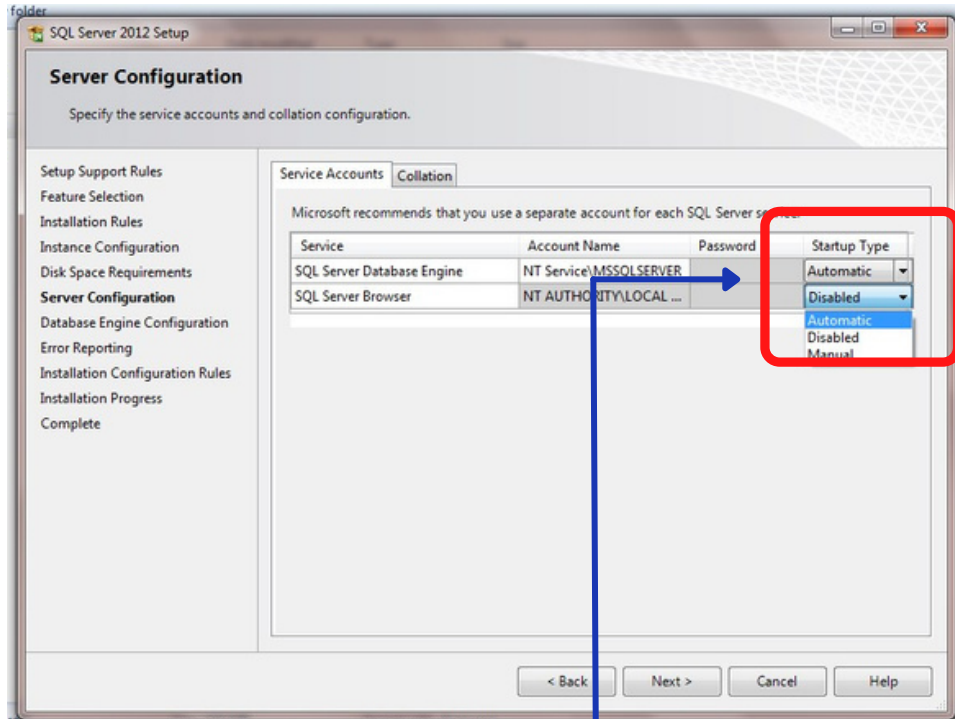 folder
SQL Server 2012 Setup
Server Configuration
Specify the service accounts and collation configuration.
Setup Support Rules
Feature Selection
Installation Rules
Instance Configuration
Disk Space Requirements
Server Configuration
Database Engine Configuration
Error Reporting
Installation Configuration Rules
Installation Progress
Complete
Service Accounts Collation
Microsoft recommends that you use a separate account for each SQL Server service.
Service Account Name Password Startup Type
SQL Server Database Engine NT Service\MSSQLSERVER Automatic
SQL Server Browser NT AUTHORITY\LOCAL ... Disabled
Automatic
Disabled
Manual
< Back Next > Cancel Help